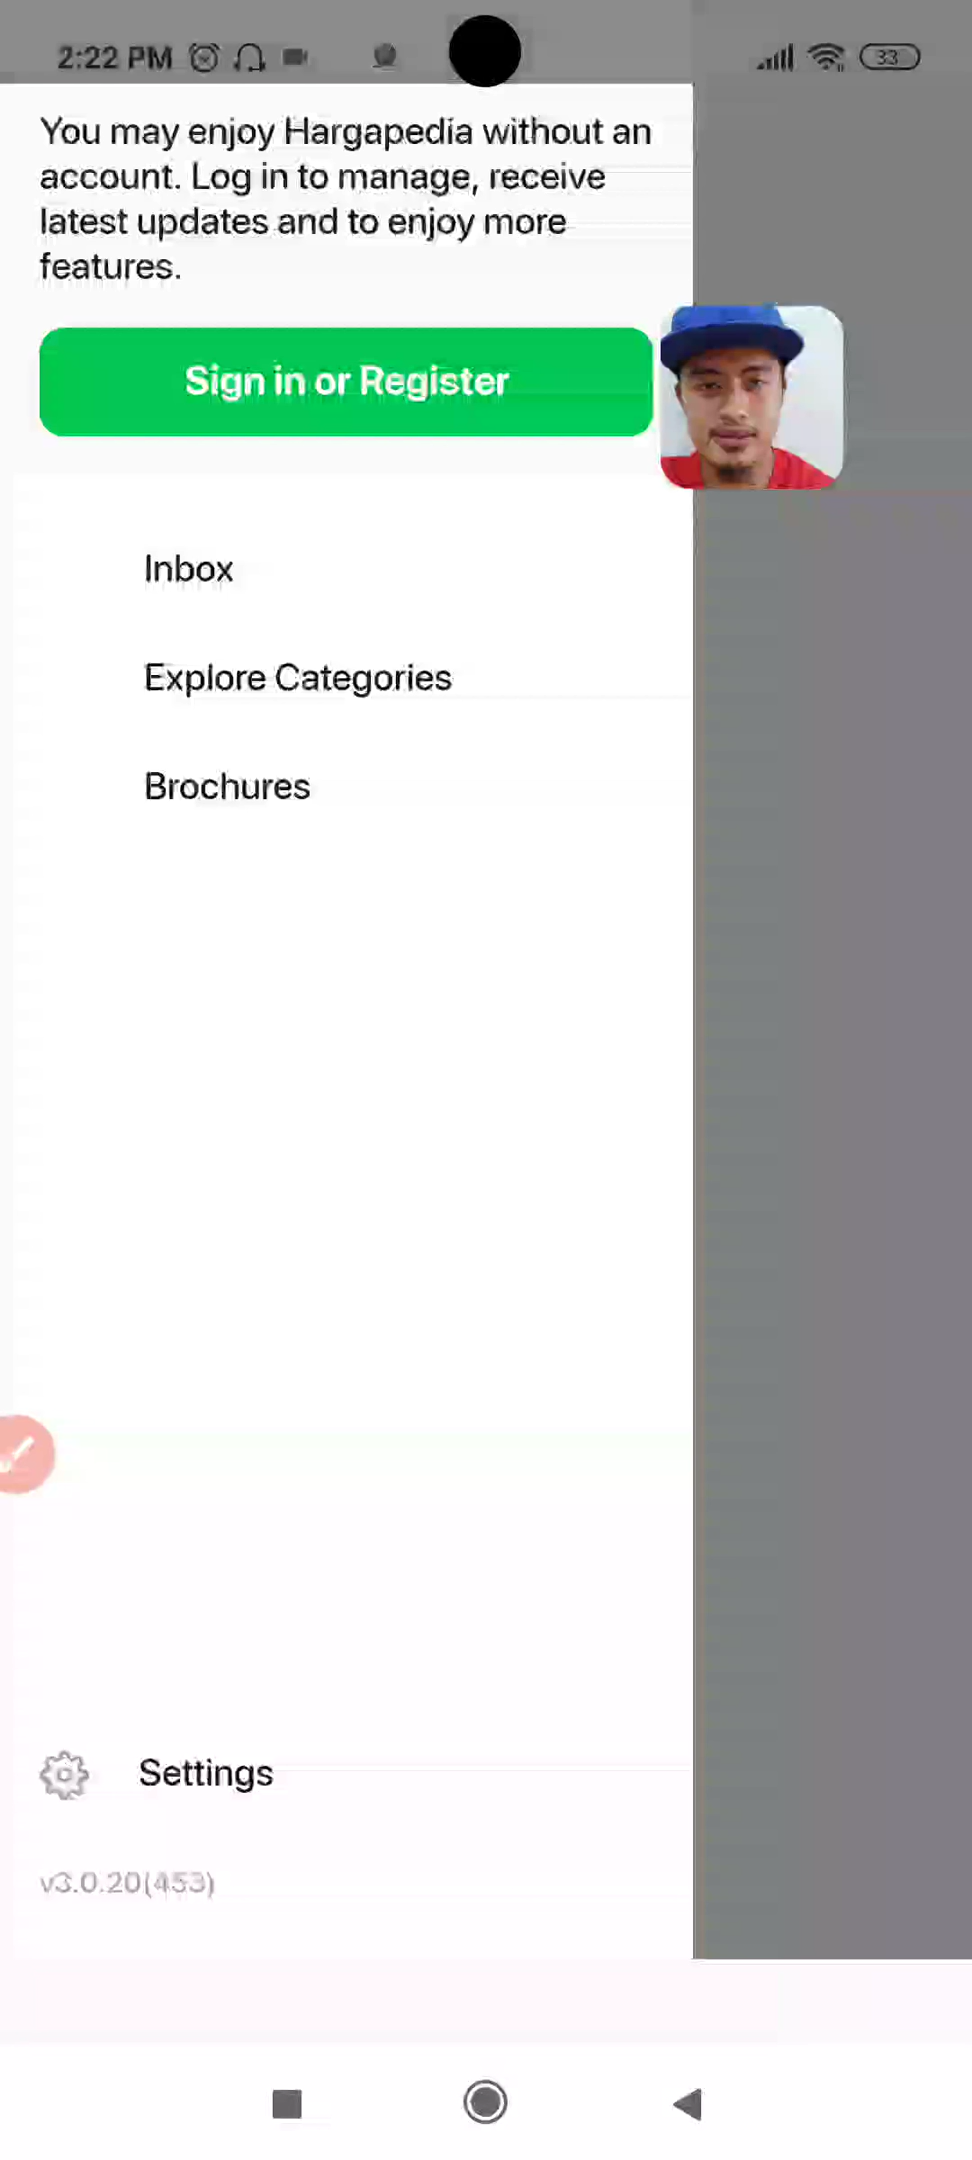 2:22 PM 33
You may enjoy Hargapedia without an
account. Log in to manage, receive
latest updates and to enjoy more
features.
Sign in or Register
Inbox
Explore Categories
Brochures
Settings
v3.0.20(453)